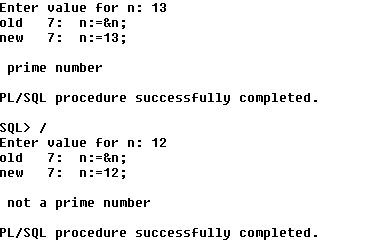 Enter value for n: 13
old   7:  n:=&n;
new   7:  n:=13;
prime number
PL/SQL procedure successfully completed.
SQL> /
Enter value for n: 12
old   7:  n:=&n;
new   7:  n:=12;
not a prime number
PL/SQL procedure successfully completed.